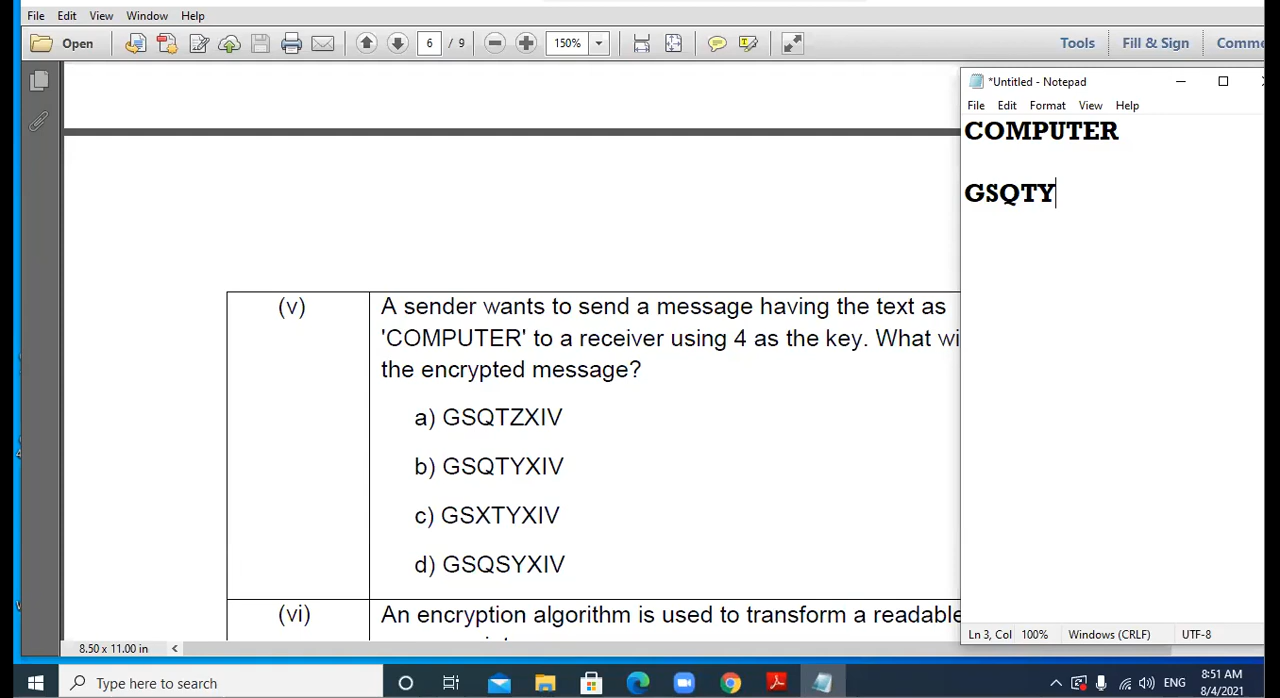 File Edit View Window Help
Open 6 / 9 150% Tools Fill & Sign Comme
*Untitled - Notepad
File Edit Format View Help
COMPUTER
GSQTY
(v) A sender wants to send a message having the text as
'COMPUTER' to a receiver using 4 as the key. What wi
the encrypted message?
a) GSQTZXIV
b) GSQTYXIV
c) GSXTYXIV
d) GSQSYXIV
(vi) An encryption algorithm is used to transform a readable
8.50 x 11.00 in
Ln 3, Col 100% Windows (CRLF) UTF-8
Type here to search
ENG
8:51 AM
8/4/2021